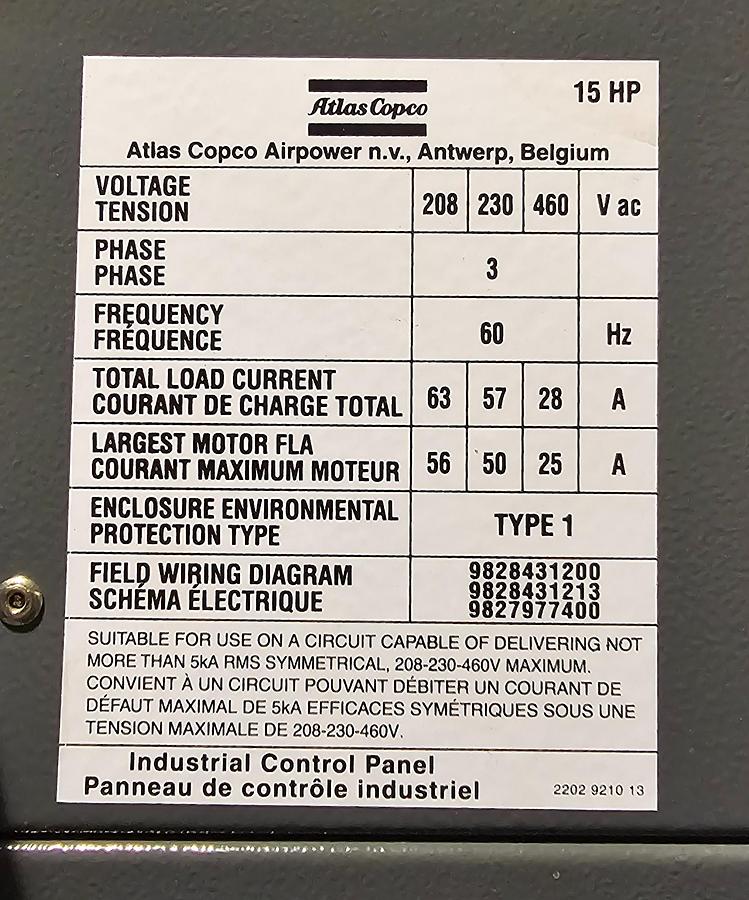 15 HP
Atlas Copco
Atlas Copco Airpower n.v., Antwerp, Belgium
VOLTAGE
TENSION
208 230 460 V ac
PHASE
PHASE
3
FREQUENCY
FRÉQUENCE
60 Hz
TOTAL LOAD CURRENT
COURANT DE CHARGE TOTAL
63 57 28 A
LARGEST MOTOR FLA
COURANT MAXIMUM MOTEUR
56 50 25 A
ENCLOSURE ENVIRONMENTAL
PROTECTION TYPE
TYPE 1
FIELD WIRING DIAGRAM
SCHÉMA ÉLECTRIQUE
9828431200
9828431213
9827977400
SUITABLE FOR USE ON A CIRCUIT CAPABLE OF DELIVERING NOT
MORE THAN 5kA RMS SYMMETRICAL, 208-230-460V MAXIMUM.
CONVIENT À UN CIRCUIT POUVANT DÉBITER UN COURANT DE
DÉFAUT MAXIMAL DE 5kA EFFICACES SYMÉTRIQUES SOUS UNE
TENSION MAXIMALE DE 208-230-460V.
Industrial Control Panel
Panneau de contrôle industriel
2202 9210 13